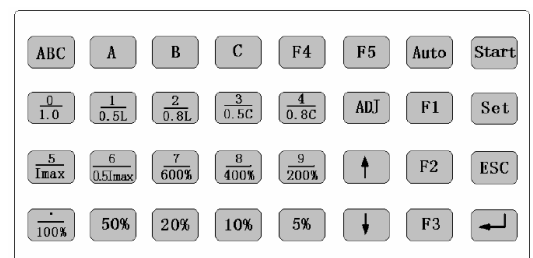 ABC A B C F4 F5 Auto Start
0 1 2 3 4
1.0 0.5L 0.8L 0.5C 0.8C ADJ F1 Set
5 6 7 8 9
Imax 0.5Imax 600% 400% 200% ↑ F2 ESC
.
100% 50% 20% 10% 5% ↓ F3 ↵